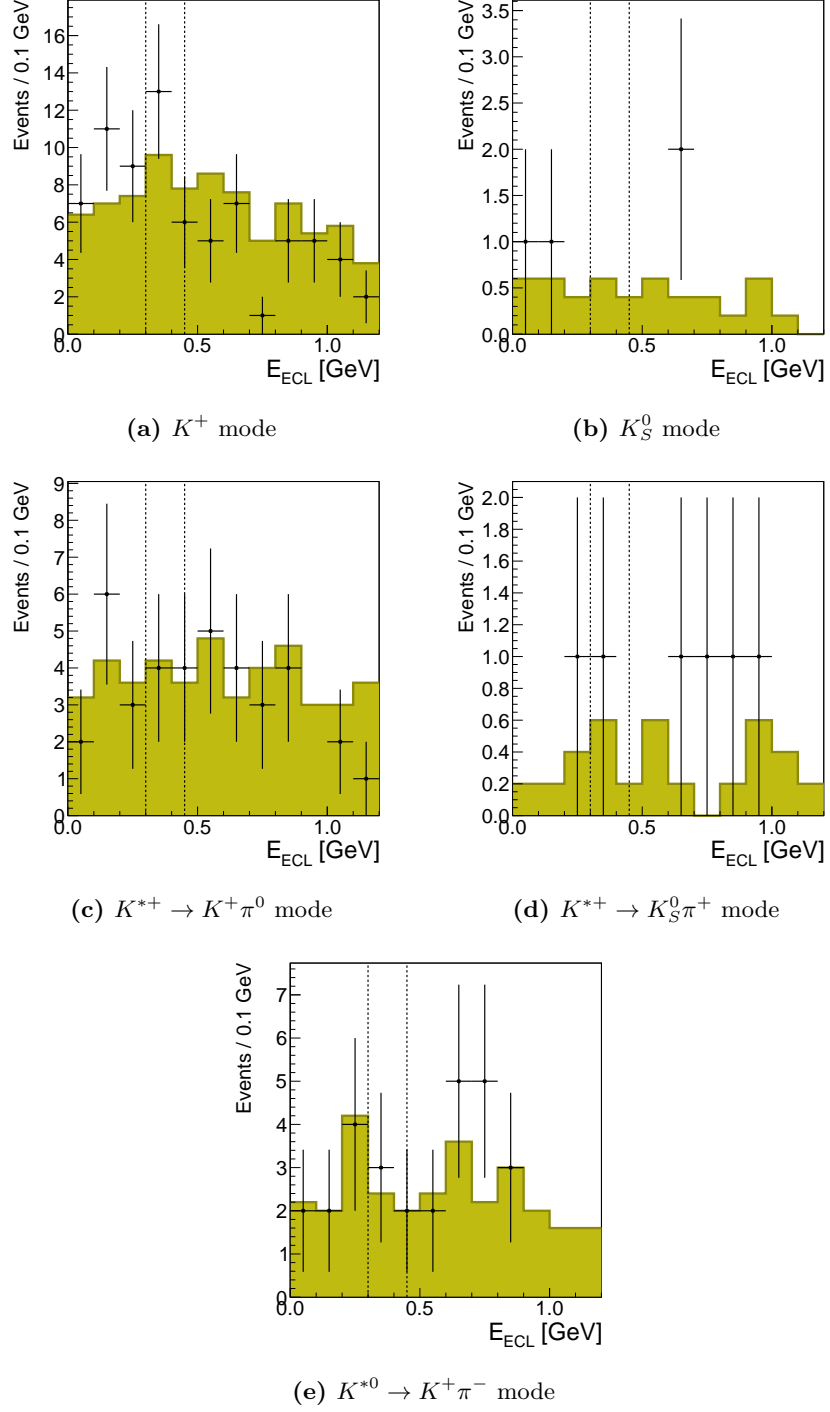 Events / 0.1 GeV
16
14
12
10
8
6
4
2
0
0.0 0.5 1.0
E_ECL [GeV]
(a) K⁺ mode
Events / 0.1 GeV
3.5
3.0
2.5
2.0
1.5
1.0
0.5
0.0
0.0 0.5 1.0
E_ECL [GeV]
(b) K_S^0 mode
Events / 0.1 GeV
9
8
7
6
5
4
3
2
1
0
0.0 0.5 1.0
E_ECL [GeV]
(c) K*⁺ → K⁺π⁰ mode
Events / 0.1 GeV
2.0
1.8
1.6
1.4
1.2
1.0
0.8
0.6
0.4
0.2
0.0
0.0 0.5 1.0
E_ECL [GeV]
(d) K*⁺ → K_S^0 π⁺ mode
Events / 0.1 GeV
7
6
5
4
3
2
1
0
0.0 0.5 1.0
E_ECL [GeV]
(e) K*⁰ → K⁺π⁻ mode